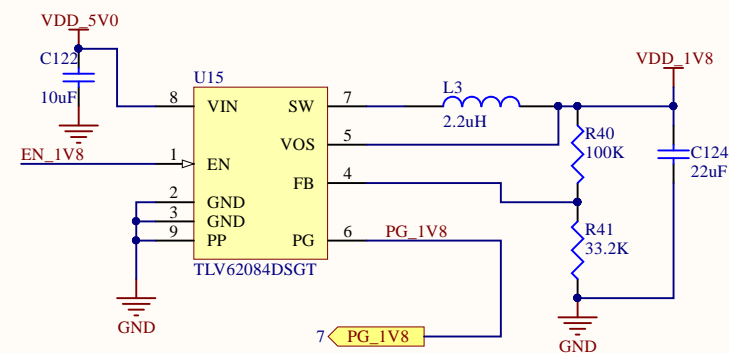 VDD_5V0
VDD_1V8
C122
10uF
U15
L3
2.2uH
8 VIN SW 7
VOS 5
EN_1V8 1 EN
FB 4
2 GND
3 GND
9 PP PG 6 PG_1V8
TLV62084DSGT
R40
100K
C124
22uF
R41
33.2K
GND
7 PG_1V8
GND